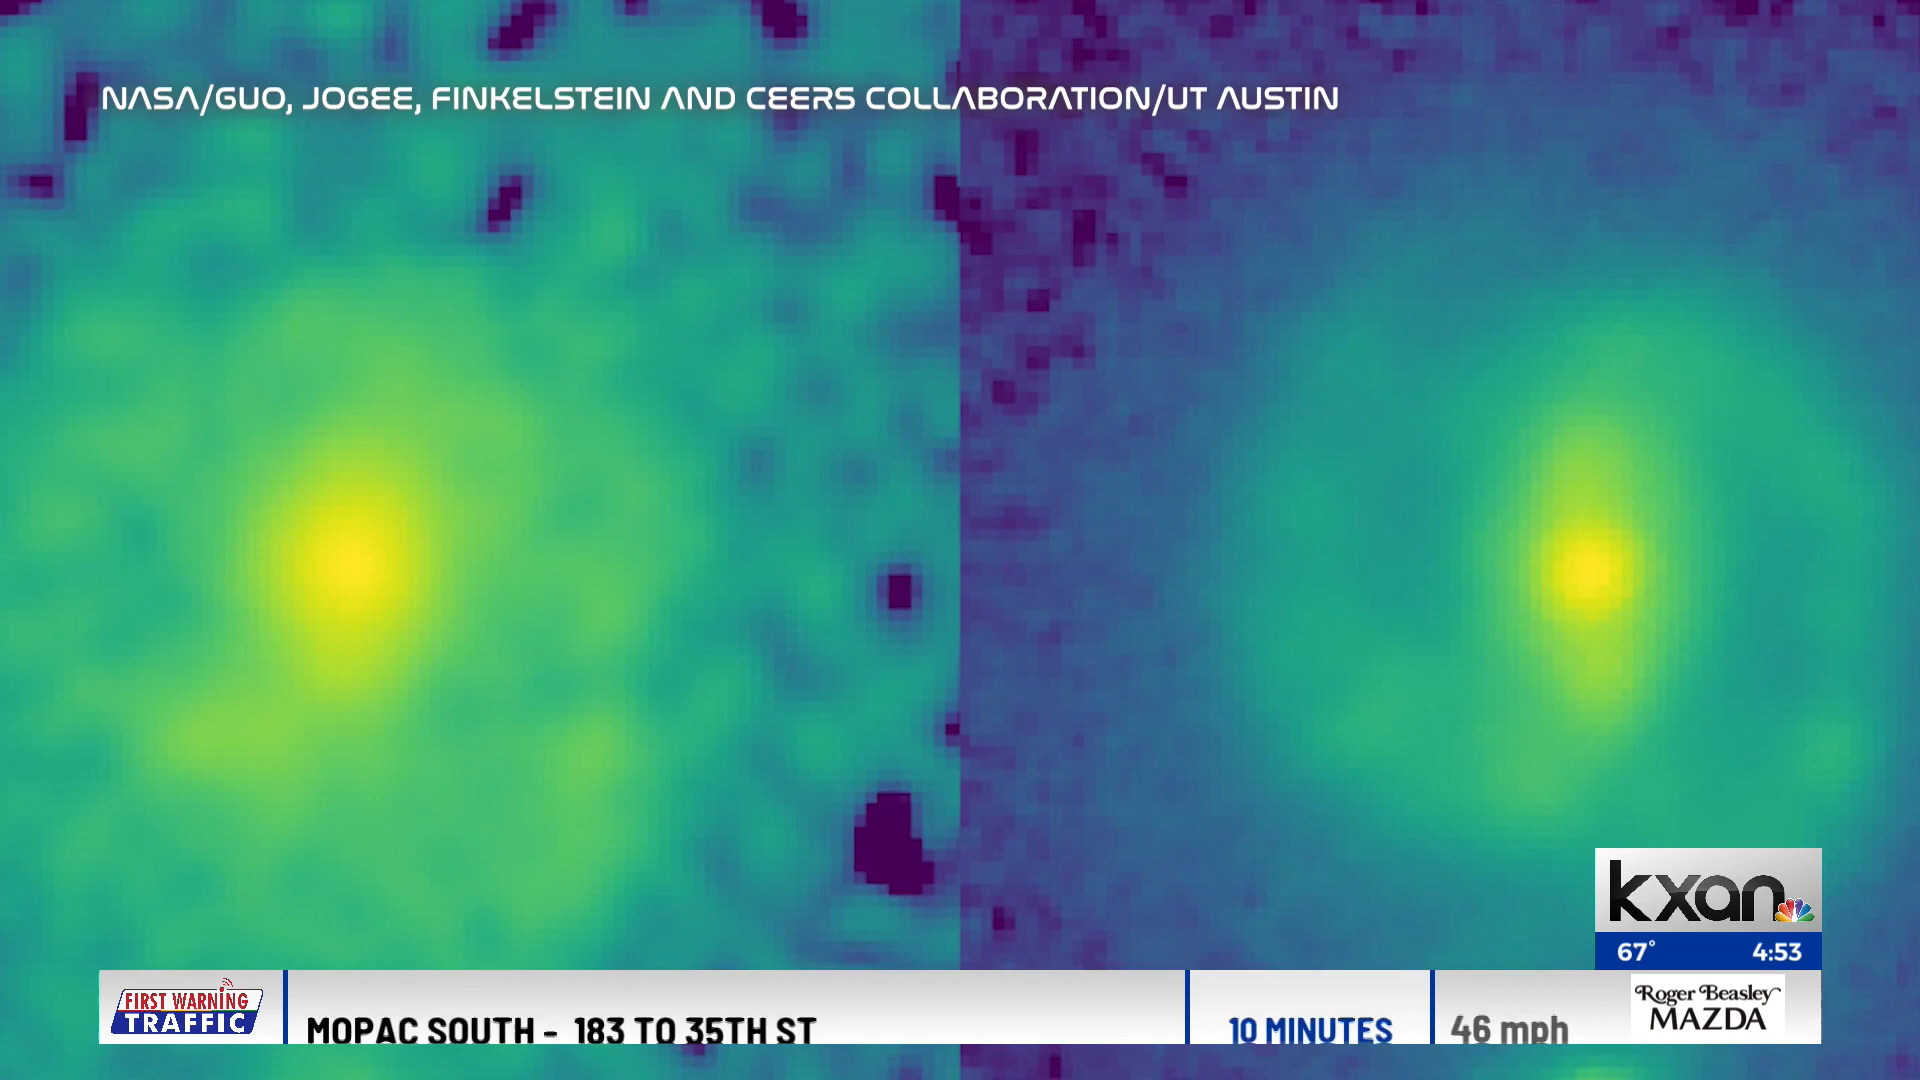 NASA/GUO, JOGEE, FINKELSTEIN AND CEERS COLLABORATION/UT AUSTIN
kxan
67° 4:53
FIRST WARNING
TRAFFIC
MOPAC SOUTH - 183 TO 35TH ST
10 MINUTES
46 mph
Roger Beasley
MAZDA